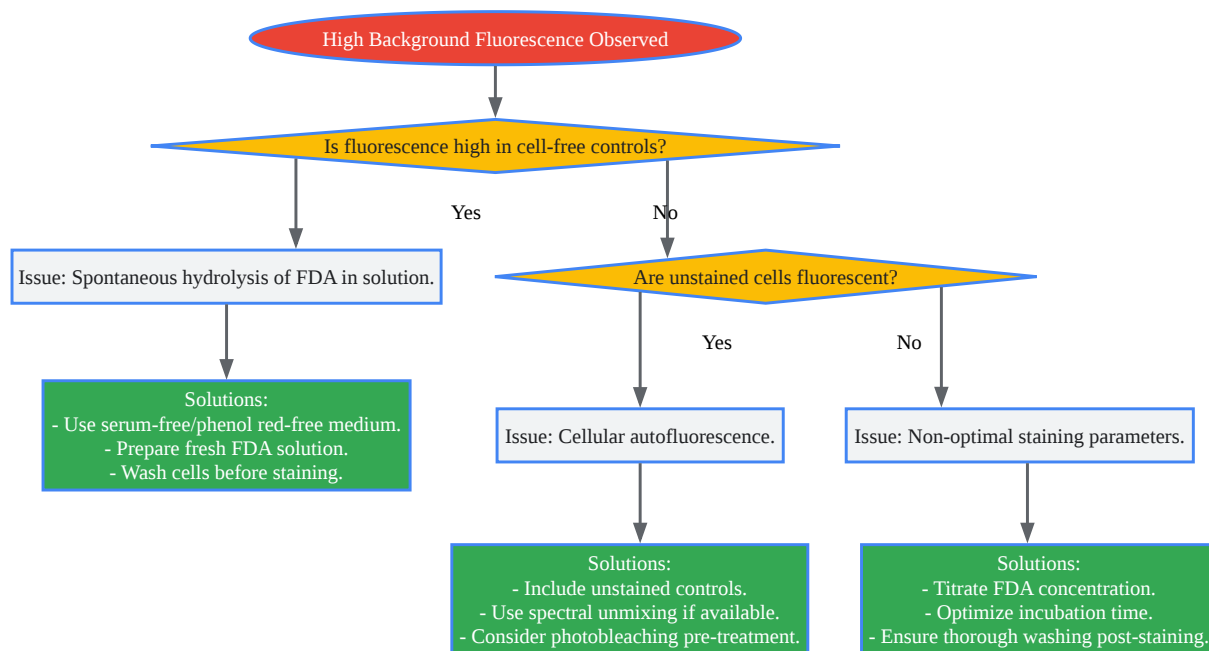 High Background Fluorescence Observed
Is fluorescence high in cell-free controls?
Yes
No
Issue: Spontaneous hydrolysis of FDA in solution.
Are unstained cells fluorescent?
Solutions:
- Use serum-free/phenol red-free medium.
- Prepare fresh FDA solution.
- Wash cells before staining.
Yes
No
Issue: Cellular autofluorescence.
Issue: Non-optimal staining parameters.
Solutions:
- Include unstained controls.
- Use spectral unmixing if available.
- Consider photobleaching pre-treatment.
Solutions:
- Titrate FDA concentration.
- Optimize incubation time.
- Ensure thorough washing post-staining.